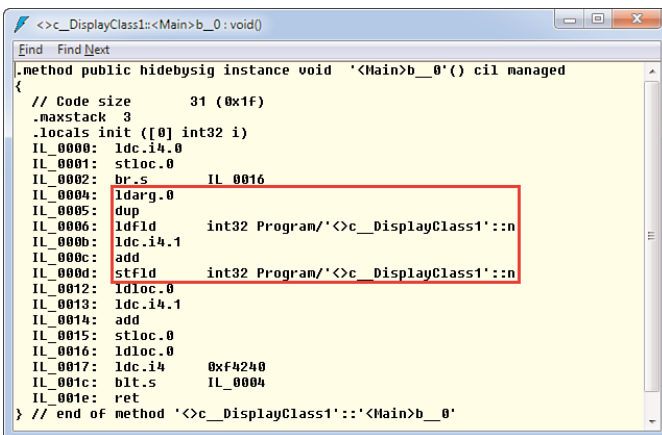 <>c__DisplayClass1::<Main>b__0 : void()
Find Find Next
.method public hidebysig instance void '<Main>b__0'() cil managed
{
// Code size 31 (0x1f)
.maxstack 3
.locals init ([0] int32 i)
IL_0000: ldc.i4.0
IL_0001: stloc.0
IL_0002: br.s IL_0016
IL_0004: ldarg.0
IL_0005: dup
IL_0006: ldfld int32 Program/'<>c__DisplayClass1'::n
IL_000b: ldc.i4.1
IL_000c: add
IL_000d: stfld int32 Program/'<>c__DisplayClass1'::n
IL_0012: ldloc.0
IL_0013: ldc.i4.1
IL_0014: add
IL_0015: stloc.0
IL_0016: ldloc.0
IL_0017: ldc.i4 0xf4240
IL_001c: blt.s IL_0004
IL_001e: ret
} // end of method '<>c__DisplayClass1'::'<Main>b__0'